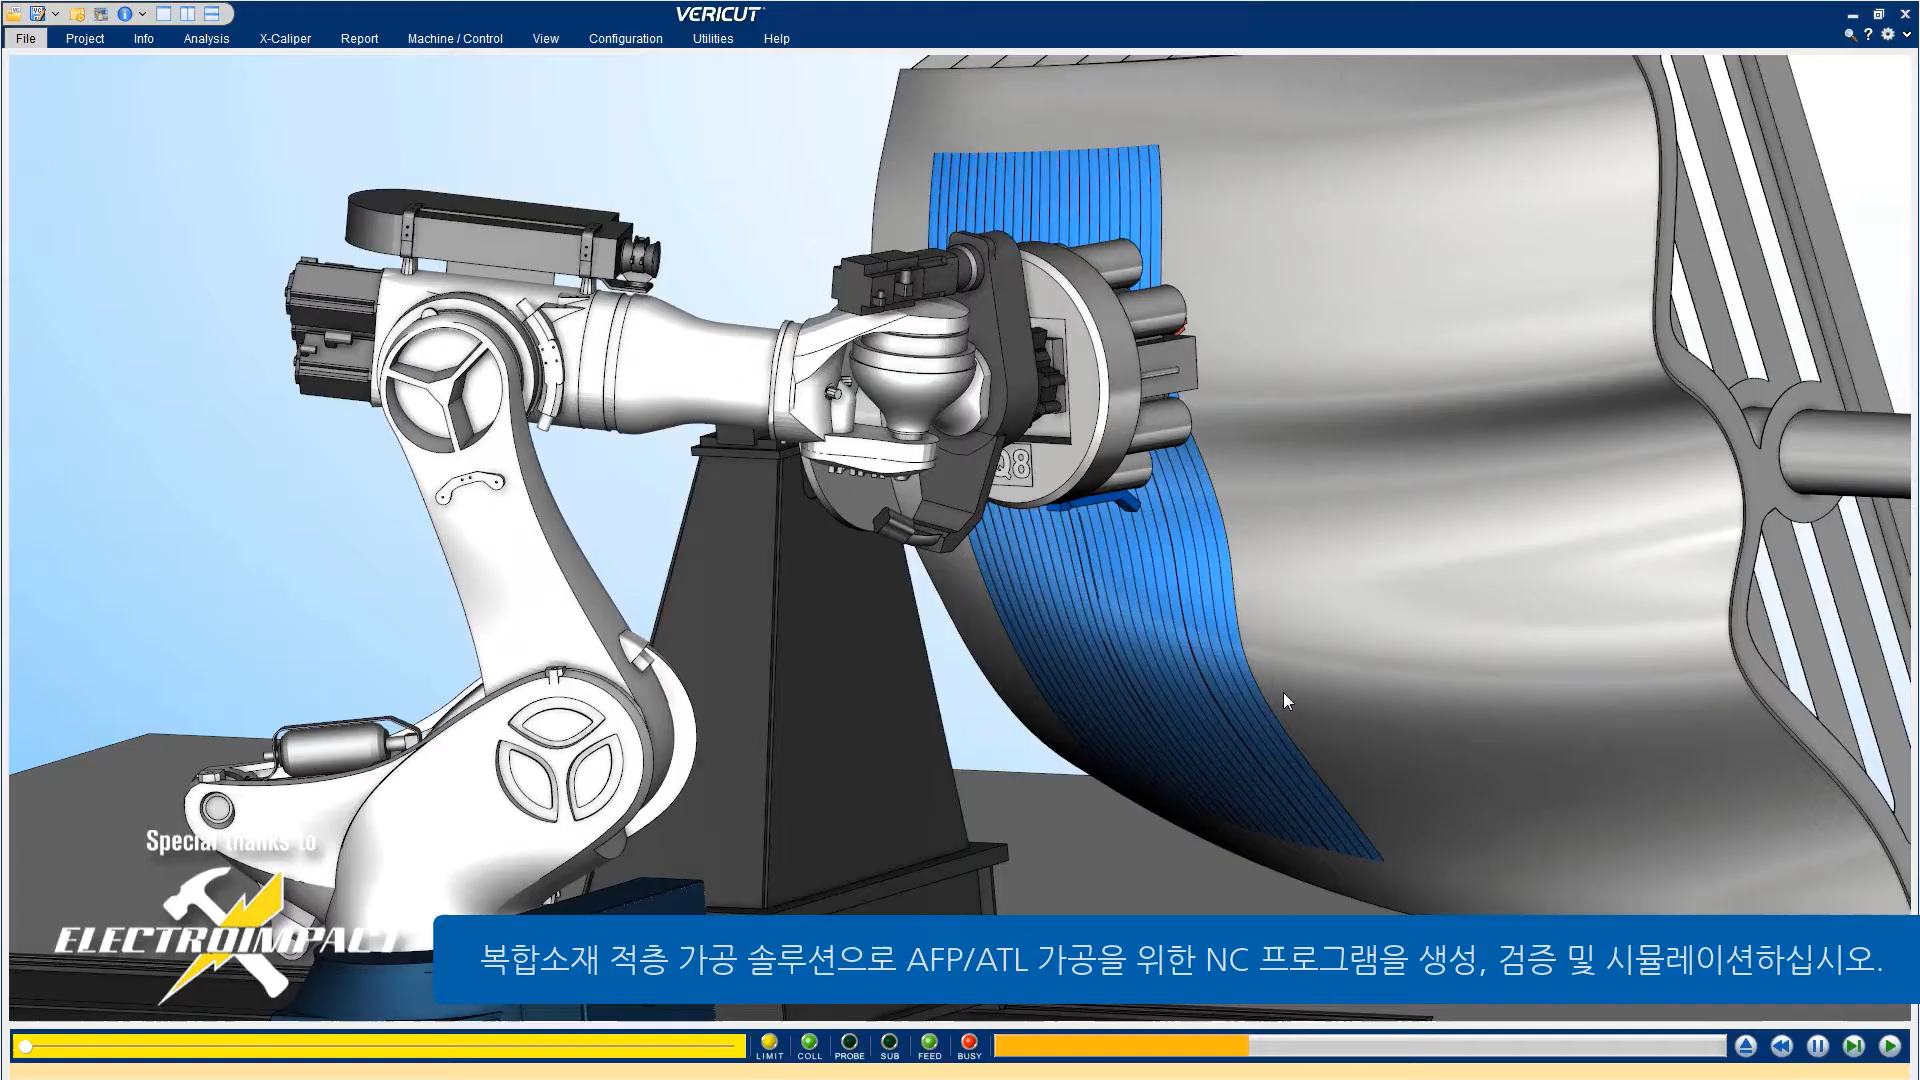 VERICUT
File Project Info Analysis X-Caliper Report Machine / Control View Configuration Utilities Help
Q8
Special thanks to
ELECTROIMPACT
복합소재 적층 가공 솔루션으로 AFP/ATL 가공을 위한 NC 프로그램을 생성, 검증 및 시뮬레이션하십시오.
LIMIT COLL PROBE SUB FEED BUSY